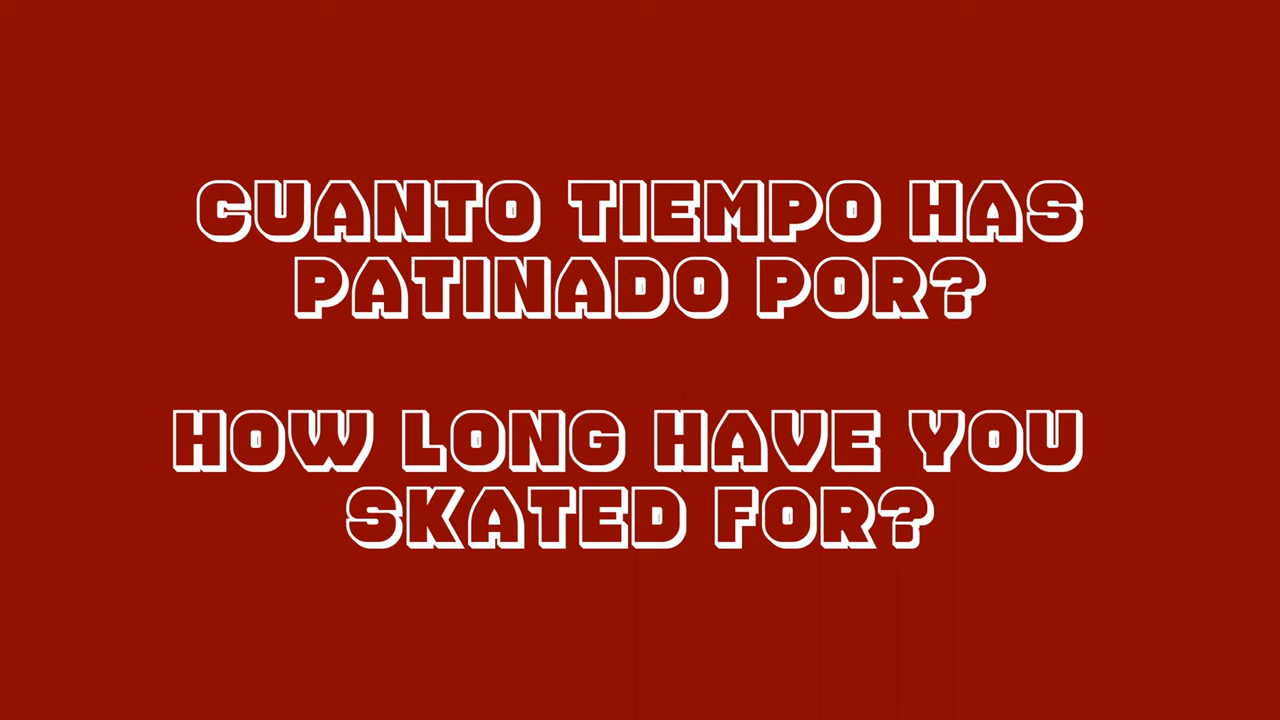 CUANTO TIEMPO HAS
PATINADO POR?
HOW LONG HAVE YOU
SKATED FOR?